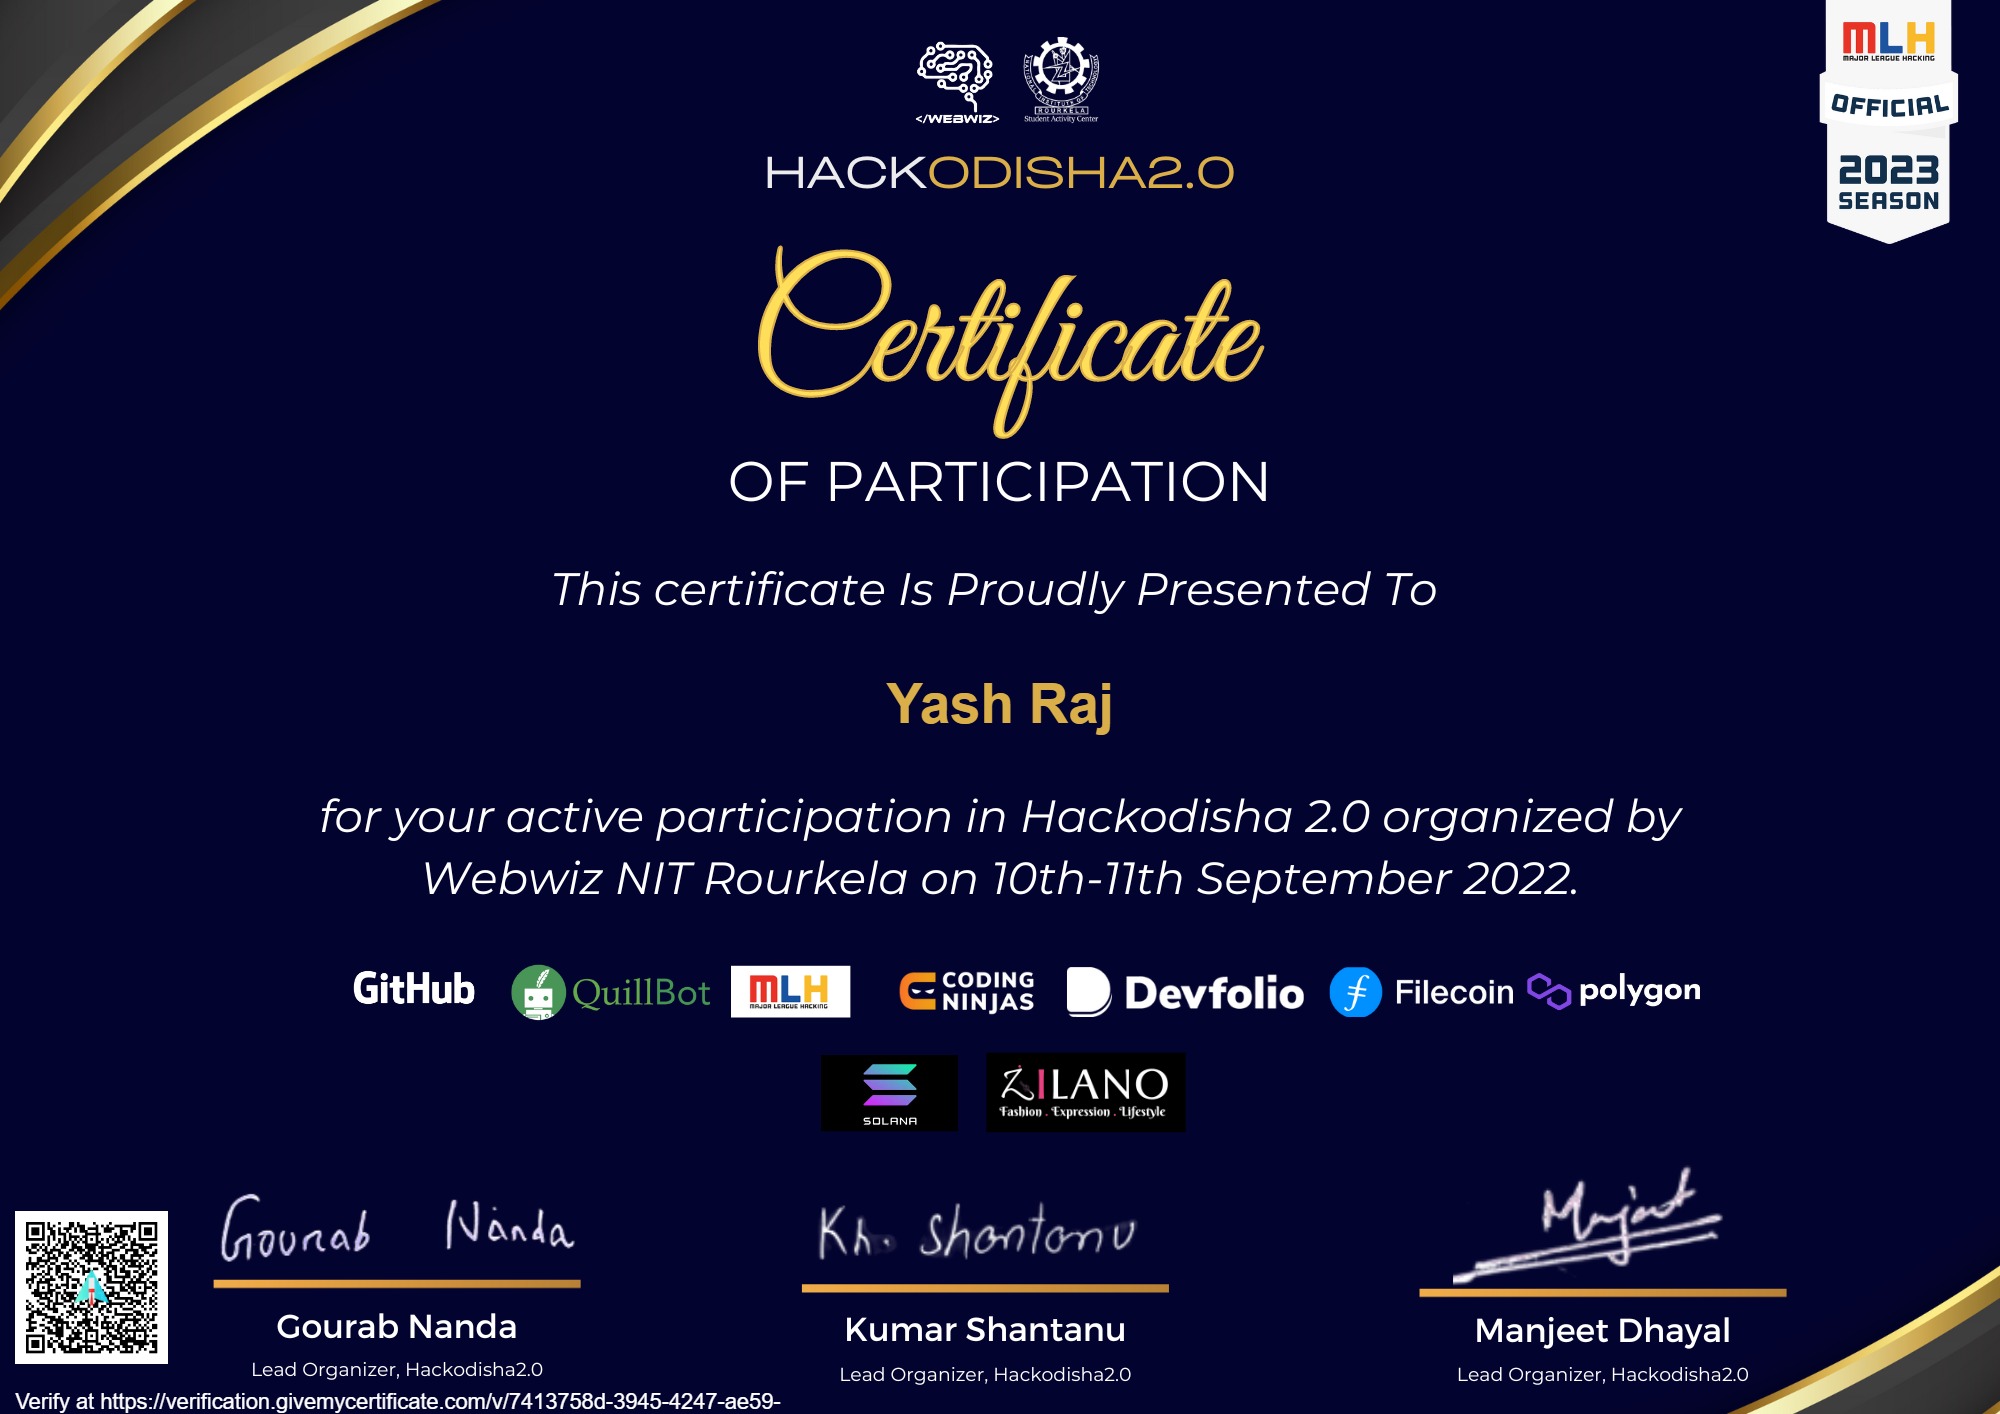 </WEBWIZ>
NATIONAL INSTITUTE OF TECHNOLOGY
ROURKELA
Student Activity Center
MLH
MAJOR LEAGUE HACKING
OFFICIAL
2023
SEASON
HACKODISHA2.0
Certificate
OF PARTICIPATION
This certificate Is Proudly Presented To
Yash Raj
for your active participation in Hackodisha 2.0 organized by
Webwiz NIT Rourkela on 10th-11th September 2022.
GitHub
QuillBot
MLH
MAJOR LEAGUE HACKING
CODING
NINJAS
Devfolio
Filecoin
polygon
SOLANA
ZILANO
Fashion . Expression . Lifestyle
Gourab Nanda
Kh. Shantanu
Manjeet
Gourab Nanda
Lead Organizer, Hackodisha2.0
Kumar Shantanu
Lead Organizer, Hackodisha2.0
Manjeet Dhayal
Lead Organizer, Hackodisha2.0
Verify at https://verification.givemycertificate.com/v/7413758d-3945-4247-ae59-